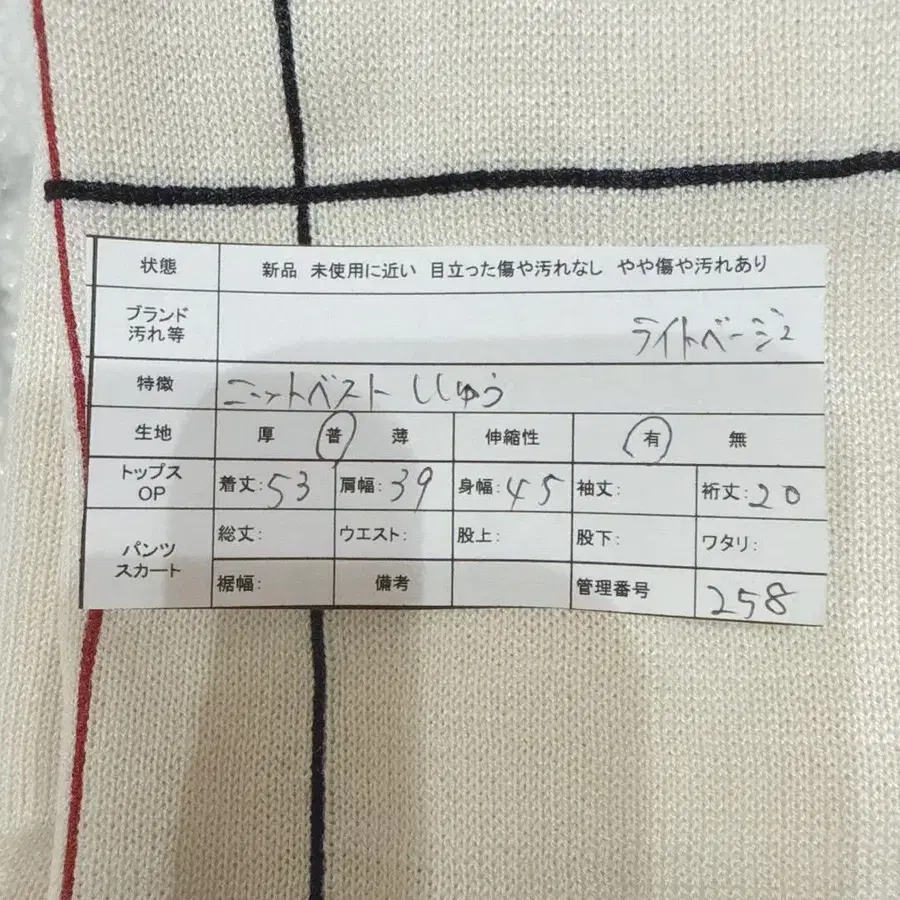 状態 新品 未使用に近い 目立った傷や汚れなし やや傷や汚れあり
ブランド
汚れ等 ライトベージュ
特徴 ニットベスト ししゅう
生地 厚 普 薄 伸縮性 有 無
トップス
OP 着丈:53 肩幅:39 身幅:45 袖丈: 裄丈:20
パンツ
スカート 総丈: ウエスト: 股上: 股下: ワタリ:
裾幅: 備考 管理番号 258